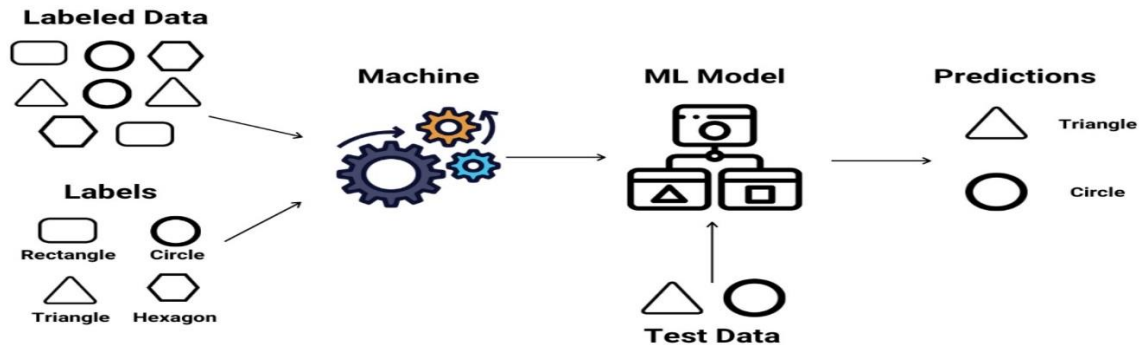 Labeled Data
Machine
ML Model
Predictions
Triangle
Circle
Labels
Rectangle Circle
Triangle Hexagon
Test Data